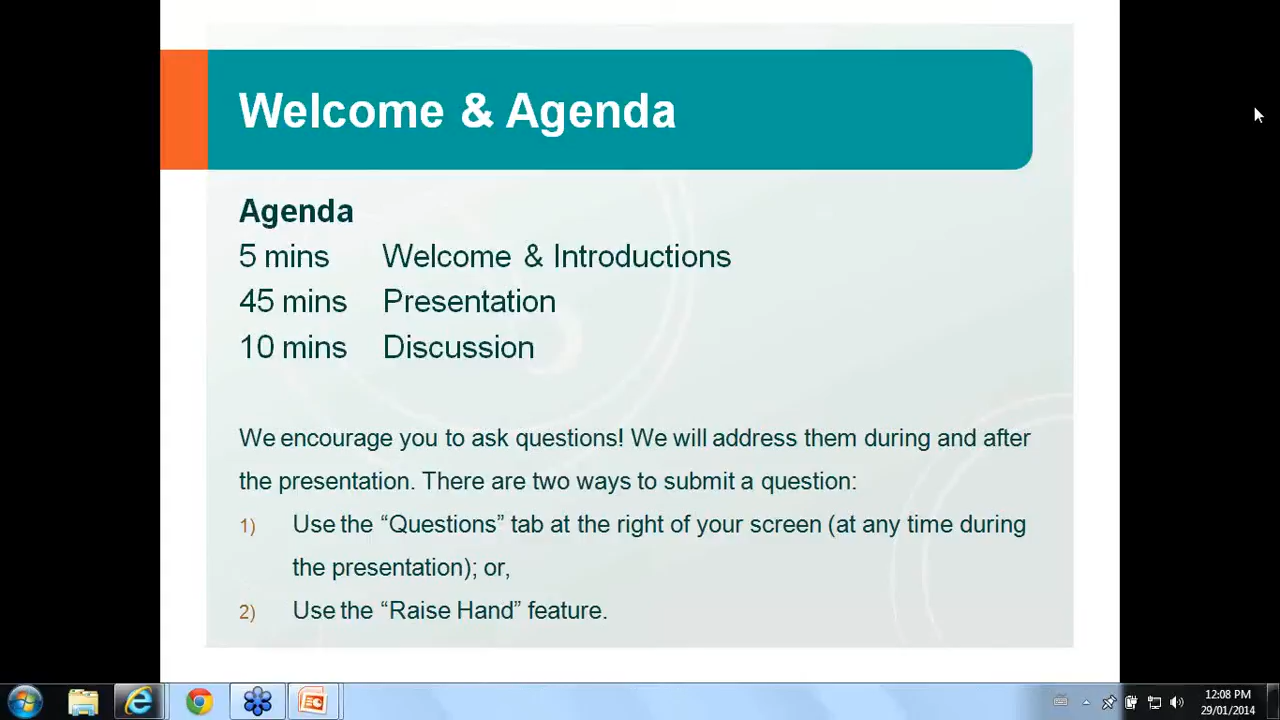 Welcome & Agenda
Agenda
5 mins Welcome & Introductions
45 mins Presentation
10 mins Discussion
We encourage you to ask questions! We will address them during and after
the presentation. There are two ways to submit a question:
1) Use the “Questions” tab at the right of your screen (at any time during
the presentation); or,
2) Use the “Raise Hand” feature.
12:08 PM
29/01/2014